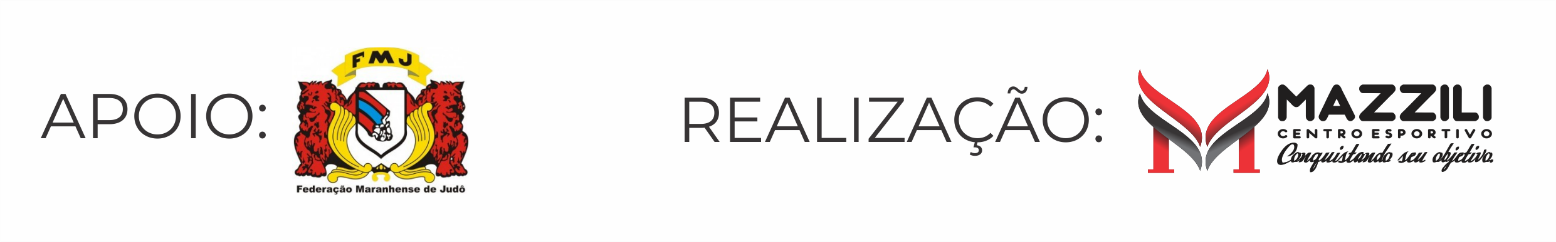 APOIO:
FMJ
Federação Maranhense de Judô
REALIZAÇÃO:
MAZZILI
CENTRO ESPORTIVO
Conquistando seu objetivo.